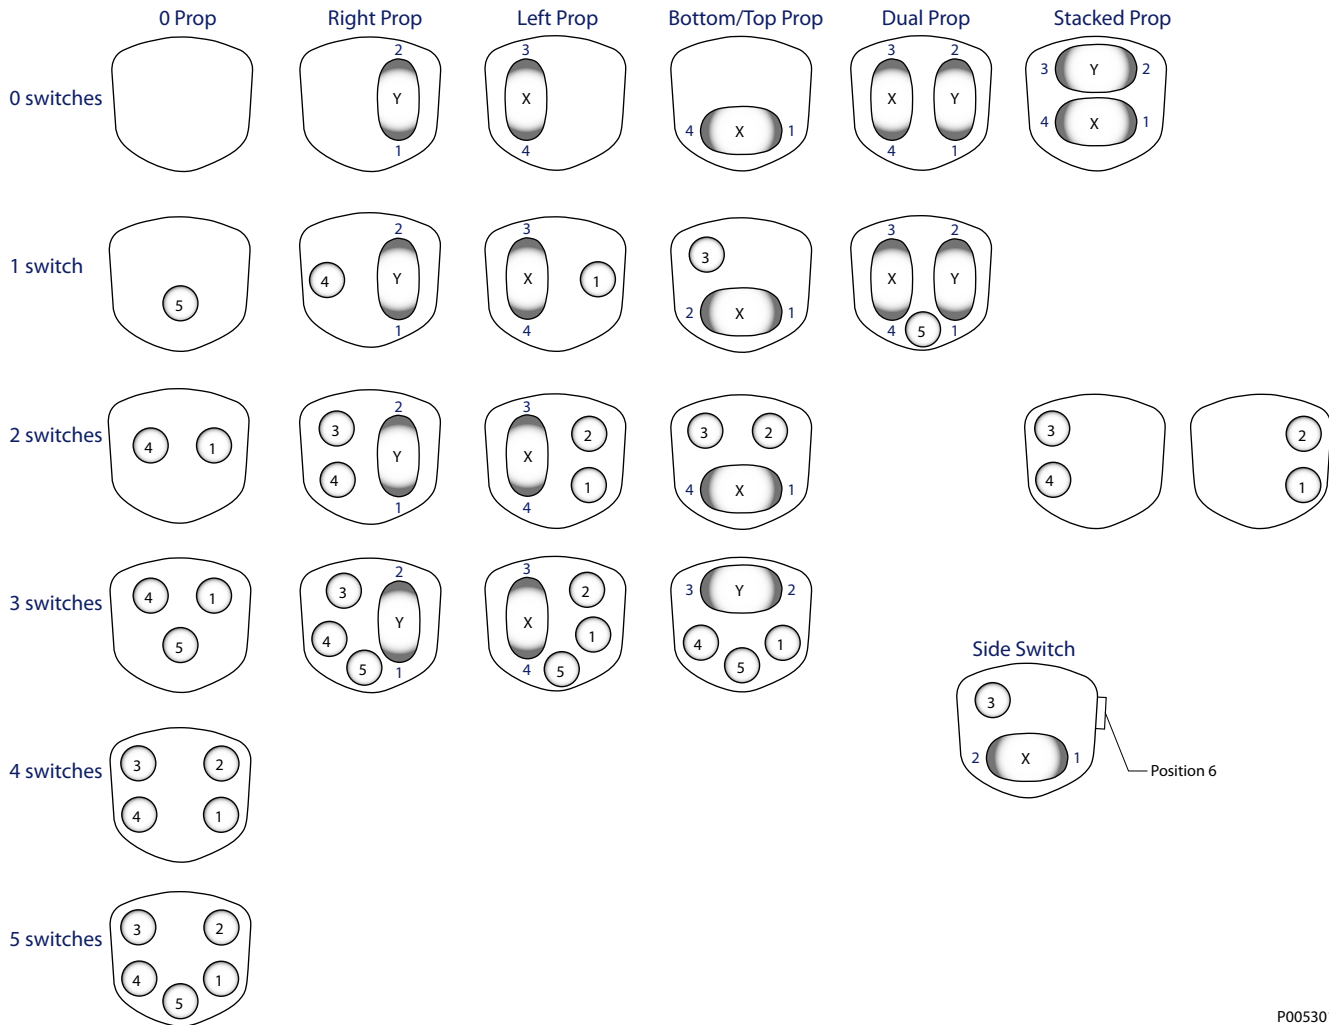 0 Prop Right Prop Left Prop Bottom/Top Prop Dual Prop Stacked Prop
2 3 3 2
0 switches Y X 4 X 1 X Y 3 Y 2
1 4 4 1 4 X 1
2 3 3 2
1 switch 5 4 Y X 1 3 X Y
1 4 2 X 1 4 5 1
2 3
2 switches 4 1 3 Y X 2 3 2 3 2
4 1 4 1 4 X 1 4 1
2 3
3 switches 4 1 3 Y X 2 3 Y 2
5 4 5 1 4 5 1 4 5 1
Side Switch
3
2 X 1
Position 6
4 switches 3 2
4 1
5 switches 3 2
4 5 1
P00530